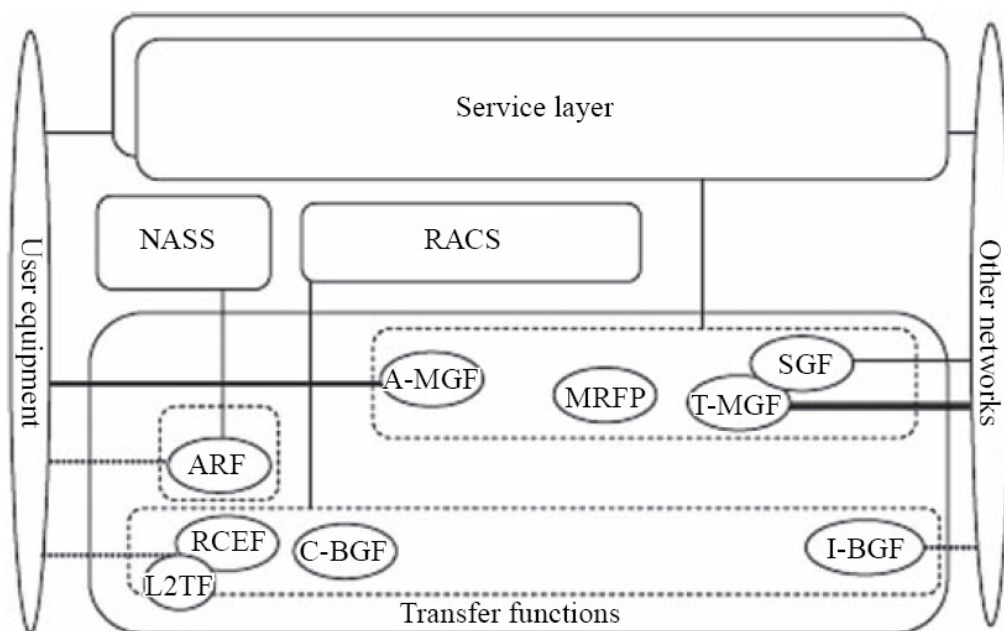 Service layer
NASS
RACS
User equipment
Other networks
A-MGF
MRFP
SGF
T-MGF
ARF
RCEF
C-BGF
I-BGF
L2TF
Transfer functions